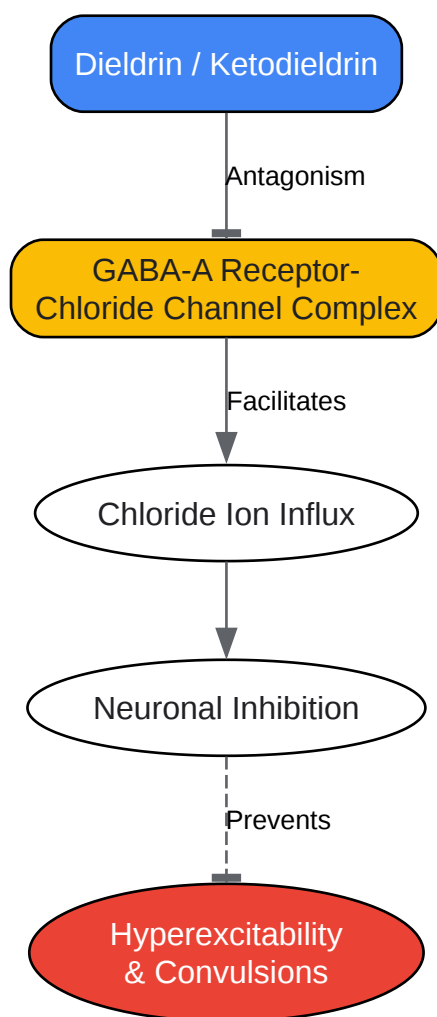 Dieldrin / Ketodieldrin
Antagonism
GABA-A Receptor-
Chloride Channel Complex
Facilitates
Chloride Ion Influx
Neuronal Inhibition
Prevents
Hyperexcitability
& Convulsions